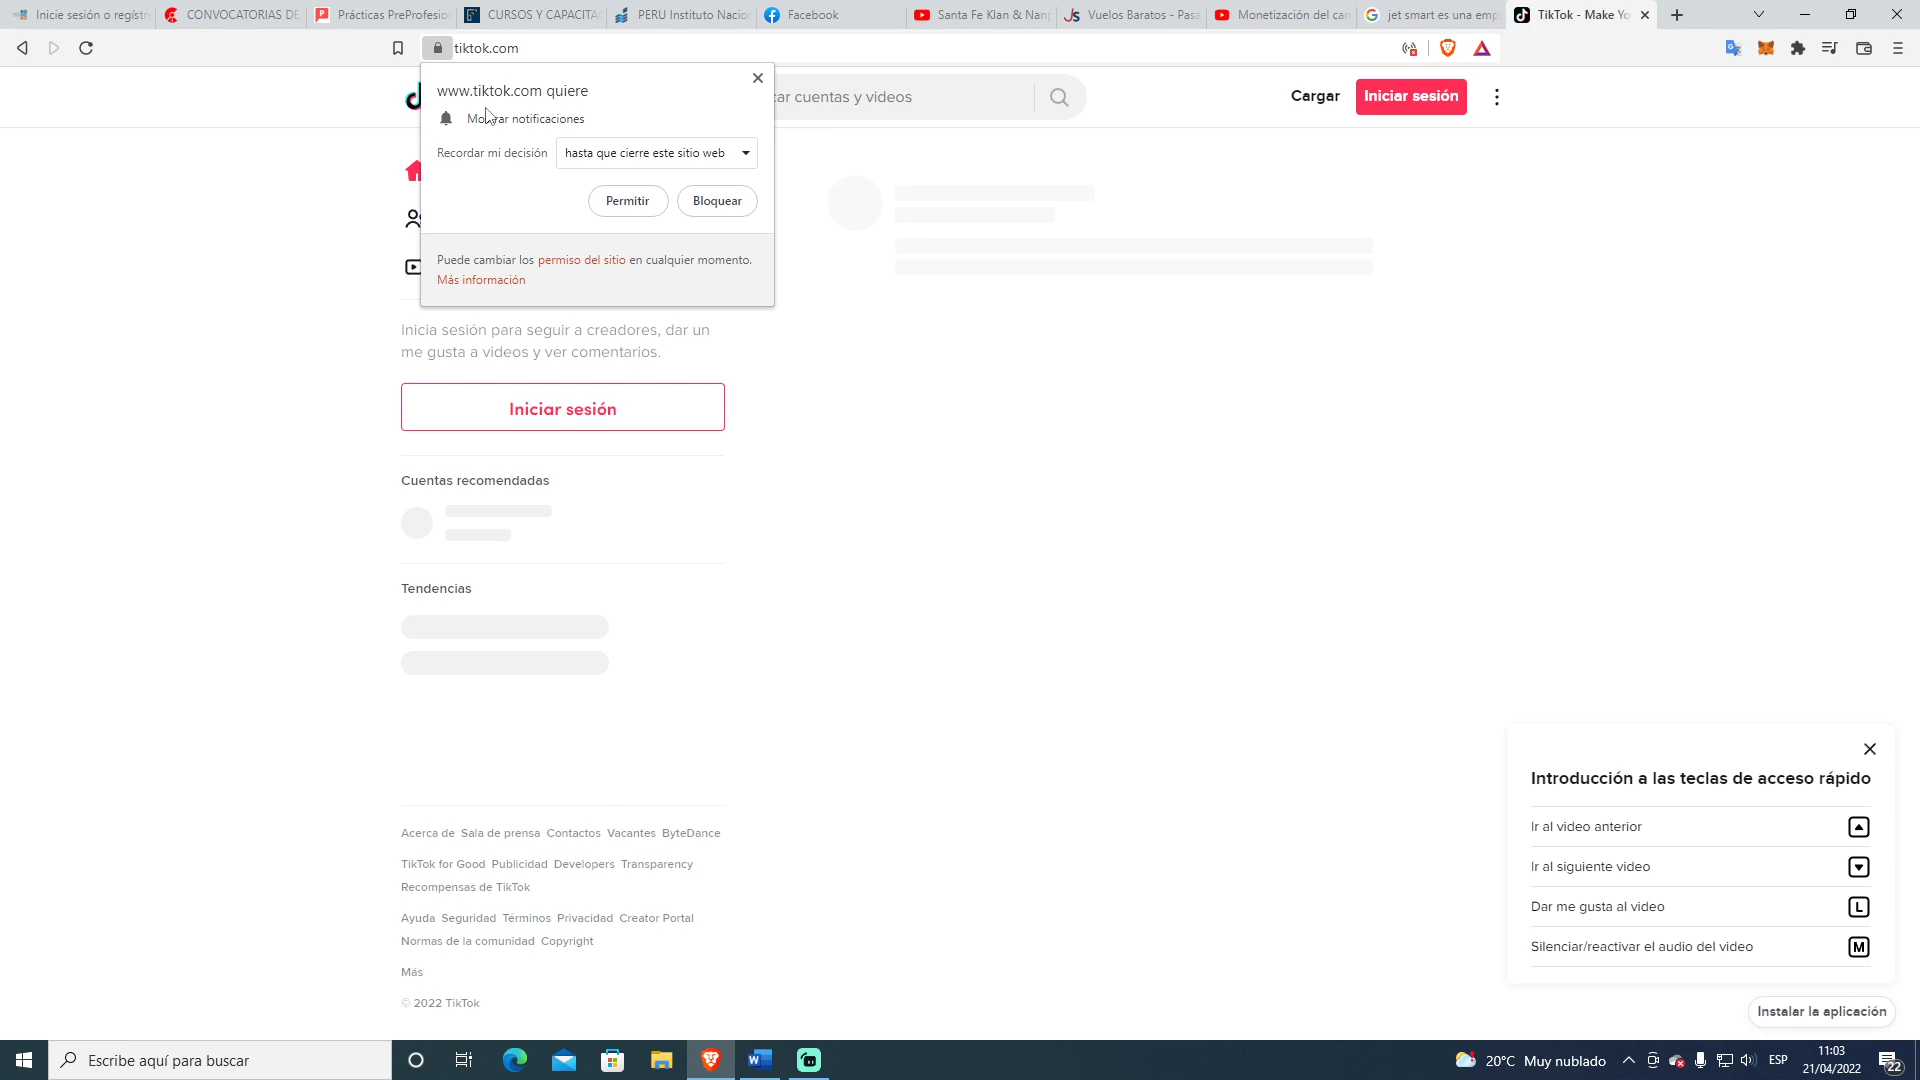 Inicie sesión o regístr
CONVOCATORIAS DE
Prácticas PreProfesion
CURSOS Y CAPACITA
PERU Instituto Nacion
Facebook
Santa Fe Klan & Nanp
Vuelos Baratos - Pasa
Monetización del can
jet smart es una emp
TikTok - Make Yo
tiktok.com
www.tiktok.com quiere
Mostrar notificaciones
Recordar mi decisión hasta que cierre este sitio web
Permitir Bloquear
Puede cambiar los permiso del sitio en cualquier momento.
Más información
car cuentas y videos
Cargar
Iniciar sesión
Inicia sesión para seguir a creadores, dar un
me gusta a videos y ver comentarios.
Iniciar sesión
Cuentas recomendadas
Tendencias
Acerca de Sala de prensa Contactos Vacantes ByteDance
TikTok for Good Publicidad Developers Transparency
Recompensas de TikTok
Ayuda Seguridad Términos Privacidad Creator Portal
Normas de la comunidad Copyright
Más
© 2022 TikTok
Introducción a las teclas de acceso rápido
Ir al video anterior
Ir al siguiente video
Dar me gusta al video L
Silenciar/reactivar el audio del video M
Instalar la aplicación
Escribe aquí para buscar
20°C Muy nublado
ESP
11:03
21/04/2022
22